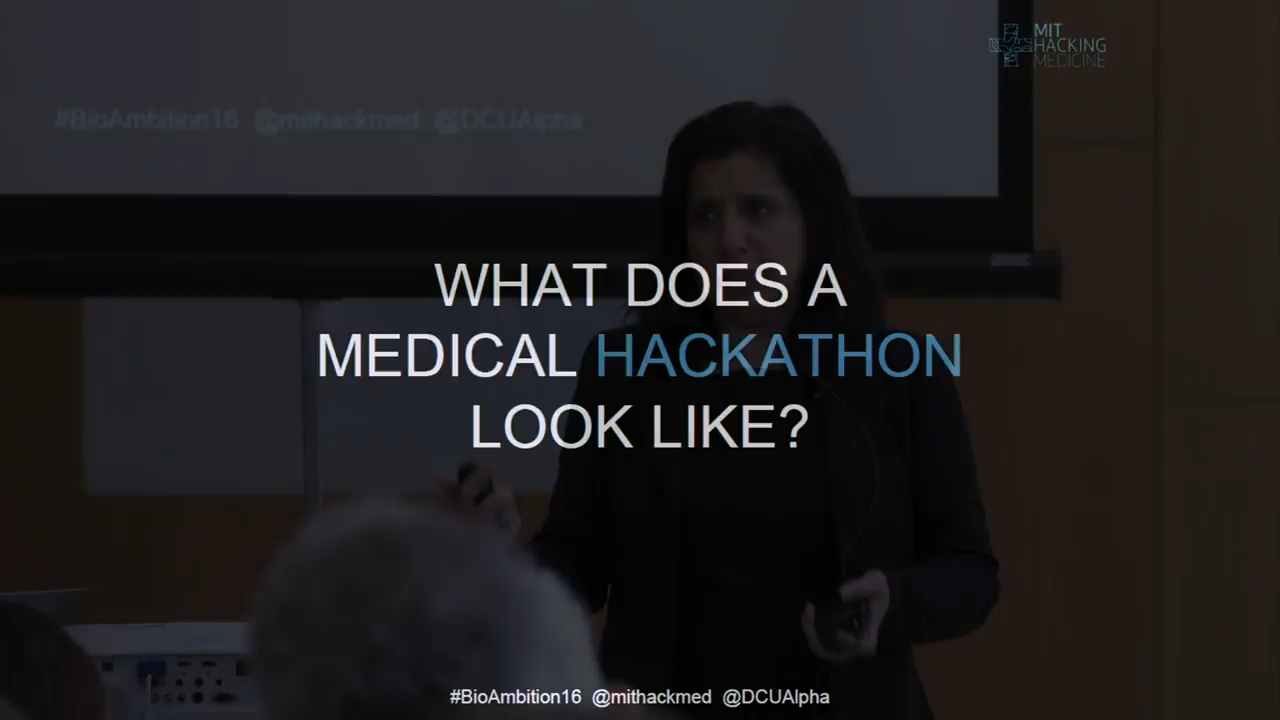 MIT
HACKING
MEDICINE
#BioAmbition16 @mithackmed @DCUAlpha
WHAT DOES A
MEDICAL HACKATHON
LOOK LIKE?
#BioAmbition16 @mithackmed @DCUAlpha